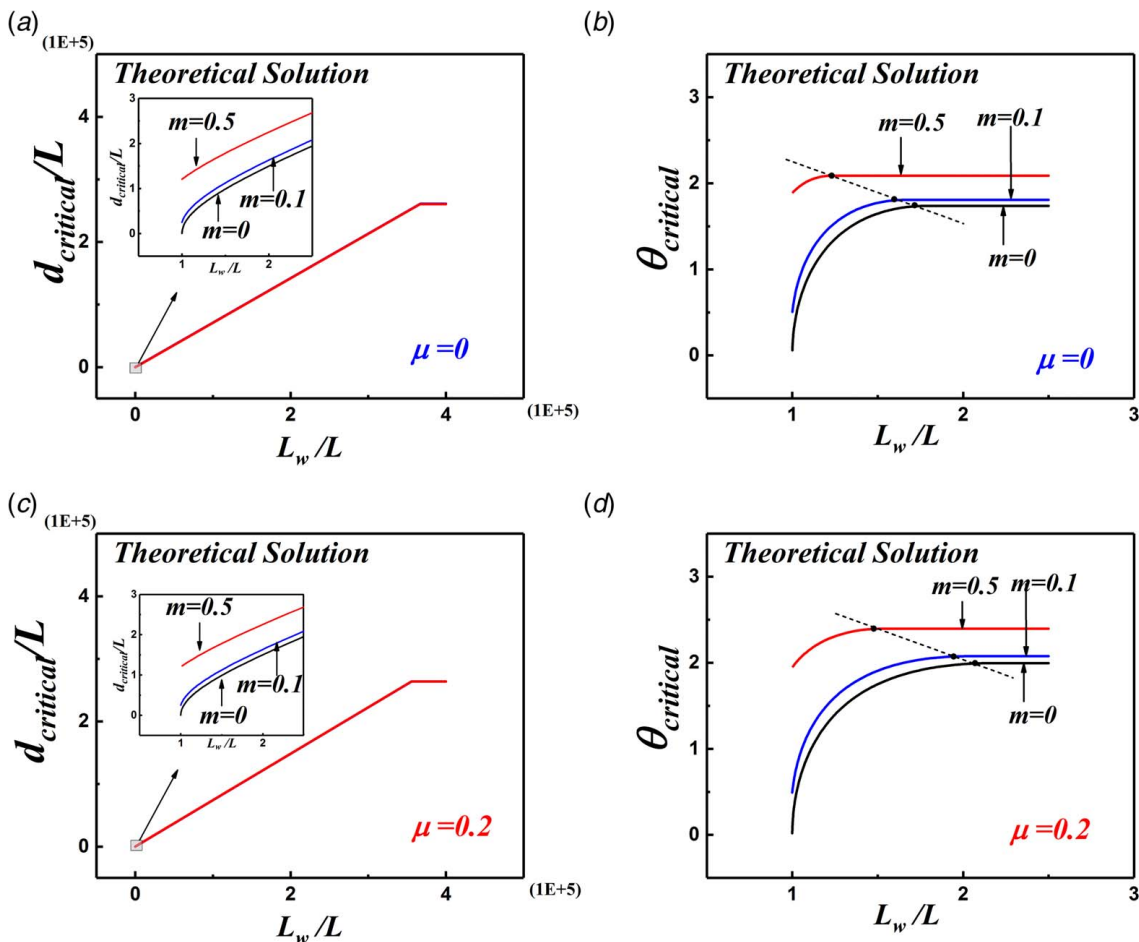 (a)
(1E+5)
Theoretical Solution
d_critical/L
4
2
0
0
2
4
(1E+5)
L_w /L
μ =0
d_critical/L
3
2
1
0
1
2
L_w /L
m=0.5
m=0.1
m=0
(b)
Theoretical Solution
θ_critical
3
2
1
0
1
2
3
L_w /L
m=0.5
m=0.1
m=0
μ =0
(c)
(1E+5)
Theoretical Solution
d_critical/L
4
2
0
0
2
4
(1E+5)
L_w /L
μ =0.2
d_critical/L
3
2
1
0
1
2
L_w /L
m=0.5
m=0.1
m=0
(d)
Theoretical Solution
θ_critical
3
2
1
0
1
2
3
L_w /L
m=0.5
m=0.1
m=0
μ =0.2